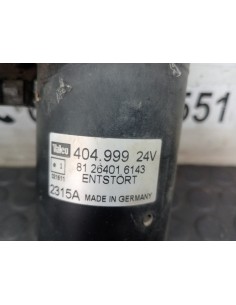 551
Valeo 404.999 24V
81 26401 6143
ENTSTORT
2315A MADE IN GERMANY